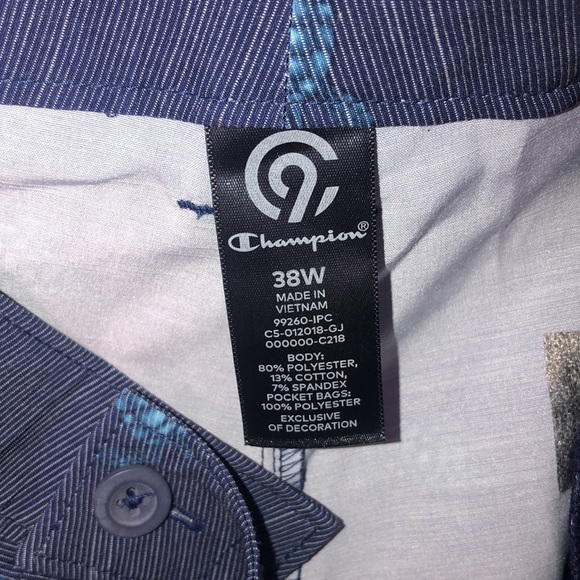 C9
Champion®
38W
MADE IN
VIETNAM
99260-IPC
C5-012018-GJ
000000-C218
BODY:
80% POLYESTER,
13% COTTON,
7% SPANDEX
POCKET BAGS:
100% POLYESTER
EXCLUSIVE
OF DECORATION